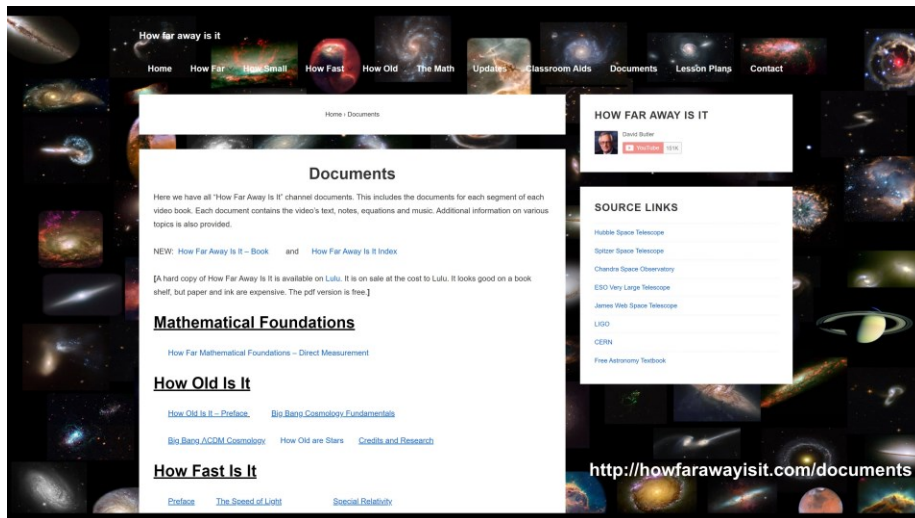 How far away is it
Home How Far How Small How Fast How Old The Math Updates Classroom Aids Documents Lesson Plans Contact
Home › Documents
Documents
Here we have all "How Far Away Is It" channel documents. This includes the documents for each segment of each
video book. Each document contains the video's text, notes, equations and music. Additional information on various
topics is also provided.
NEW: How Far Away Is It – Book and How Far Away Is It Index
[A hard copy of How Far Away Is It is available on Lulu. It is on sale at the cost to Lulu. It looks good on a book
shelf, but paper and ink are expensive. The pdf version is free.]
Mathematical Foundations
How Far Mathematical Foundations – Direct Measurement
How Old Is It
How Old Is It – Preface Big Bang Cosmology Fundamentals
Big Bang ΛCDM Cosmology How Old are Stars Credits and Research
How Fast Is It
Preface The Speed of Light Special Relativity
HOW FAR AWAY IS IT
David Butler
YouTube 151K
SOURCE LINKS
Hubble Space Telescope
Spitzer Space Telescope
Chandra Space Observatory
ESO Very Large Telescope
James Web Space Telescope
LIGO
CERN
Free Astronomy Textbook
http://howfarawayisit.com/documents